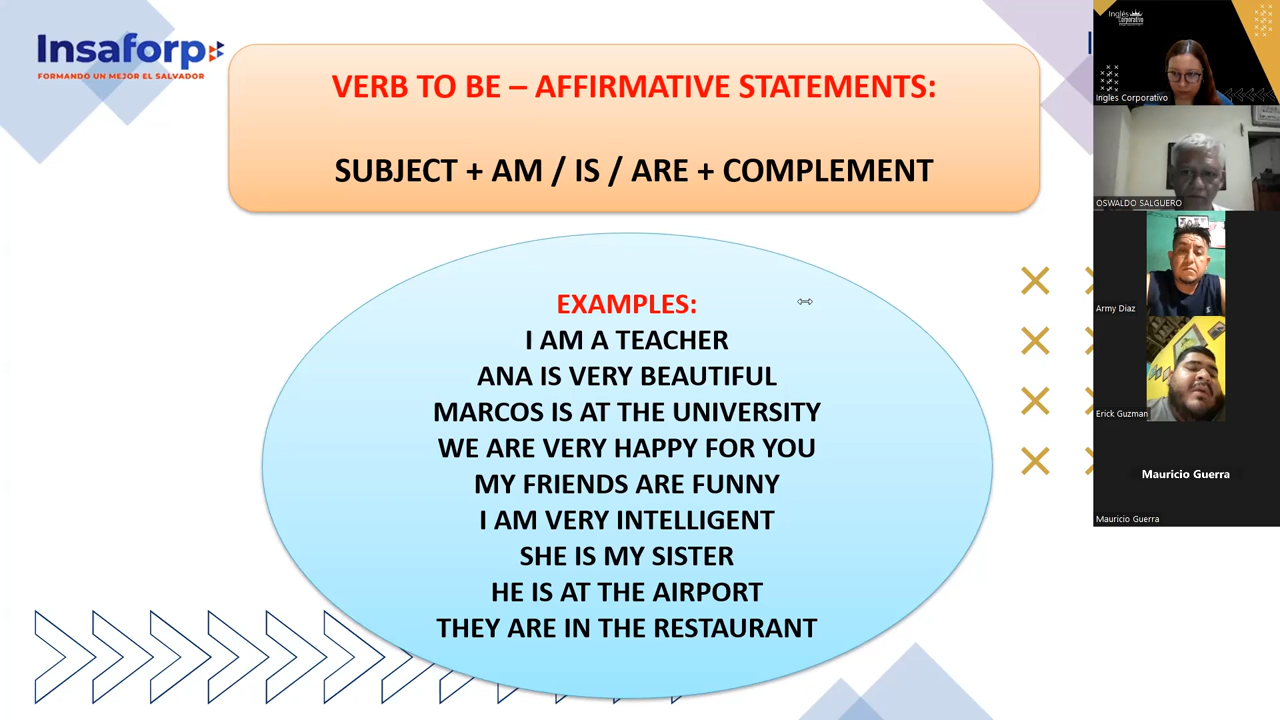 Insaforp
FORMANDO UN MEJOR EL SALVADOR
VERB TO BE – AFFIRMATIVE STATEMENTS:
SUBJECT + AM / IS / ARE + COMPLEMENT
EXAMPLES:
I AM A TEACHER
ANA IS VERY BEAUTIFUL
MARCOS IS AT THE UNIVERSITY
WE ARE VERY HAPPY FOR YOU
MY FRIENDS ARE FUNNY
I AM VERY INTELLIGENT
SHE IS MY SISTER
HE IS AT THE AIRPORT
THEY ARE IN THE RESTAURANT
Inglés
Corporativo
Ingles Corporativo
OSWALDO SALGUERO
Army Diaz
Erick Guzman
Mauricio Guerra
Mauricio Guerra